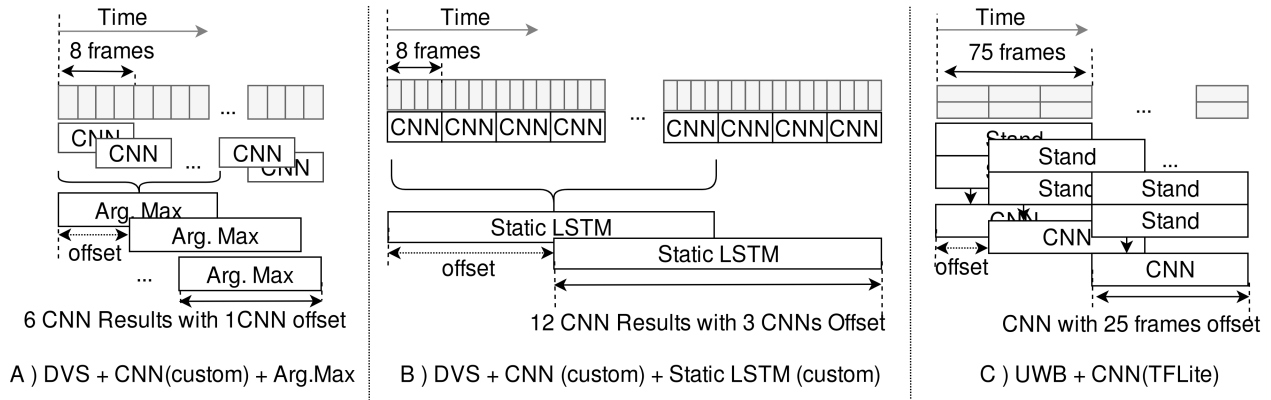 Time
8 frames
...
CNN
CNN
...
CNN
CNN
Arg. Max
Arg. Max
offset
...
Arg. Max
6 CNN Results with 1CNN offset
A ) DVS + CNN(custom) + Arg.Max
Time
8 frames
...
CNN CNN CNN CNN
CNN CNN CNN CNN
Static LSTM
Static LSTM
offset
12 CNN Results with 3 CNNs Offset
B ) DVS + CNN (custom) + Static LSTM (custom)
Time
75 frames
...
Stand
Stand
...
Stand
Stand
Stand
CNN
CNN
offset
CNN
CNN with 25 frames offset
C ) UWB + CNN(TFLite)